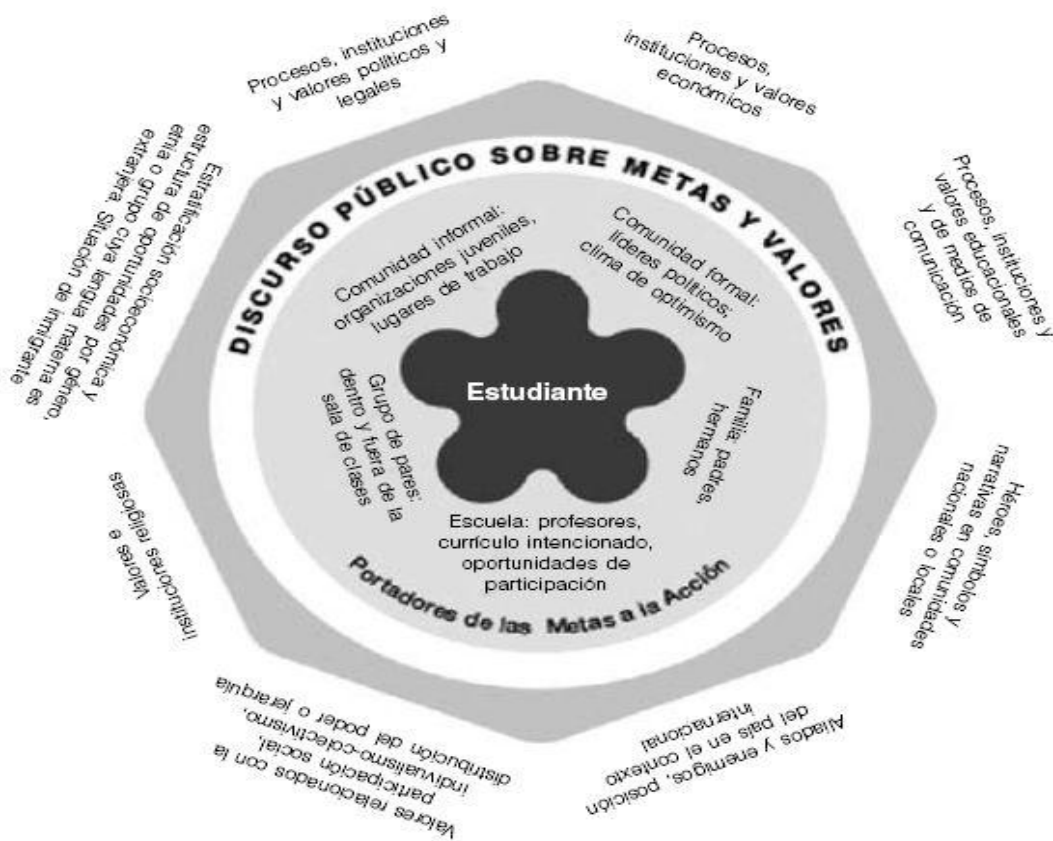 Procesos, instituciones
y valores políticos y
legales
Procesos,
instituciones y valores
económicos
Procesos, instituciones y
valores educacionales
y de medios de
comunicación
Héroes, símbolos y
narrativas en comunidades
nacionales o locales
Aliados y enemigos, posición
del país en el contexto
internacional
Valores relacionados con la
participación social,
indivualismo-colectivismo,
distribución del poder o jerarquía
Valores e
instituciones religiosas
Estratificación socioeconómica y
estructura de oportunidades por género,
etnia o grupo cuya lengua materna es
extranjera. Situación de inmigrante
DISCURSO PÚBLICO SOBRE METAS Y VALORES
Comunidad informal:
organizaciones juveniles,
lugares de trabajo
Comunidad formal:
líderes políticos;
clima de optimismo
Familia: padres,
hermanos
Escuela: profesores,
currículo intencionado,
oportunidades de
participación
Grupo de pares:
dentro y fuera de la
sala de clases
Estudiante
Portadores de las Metas a la Acción